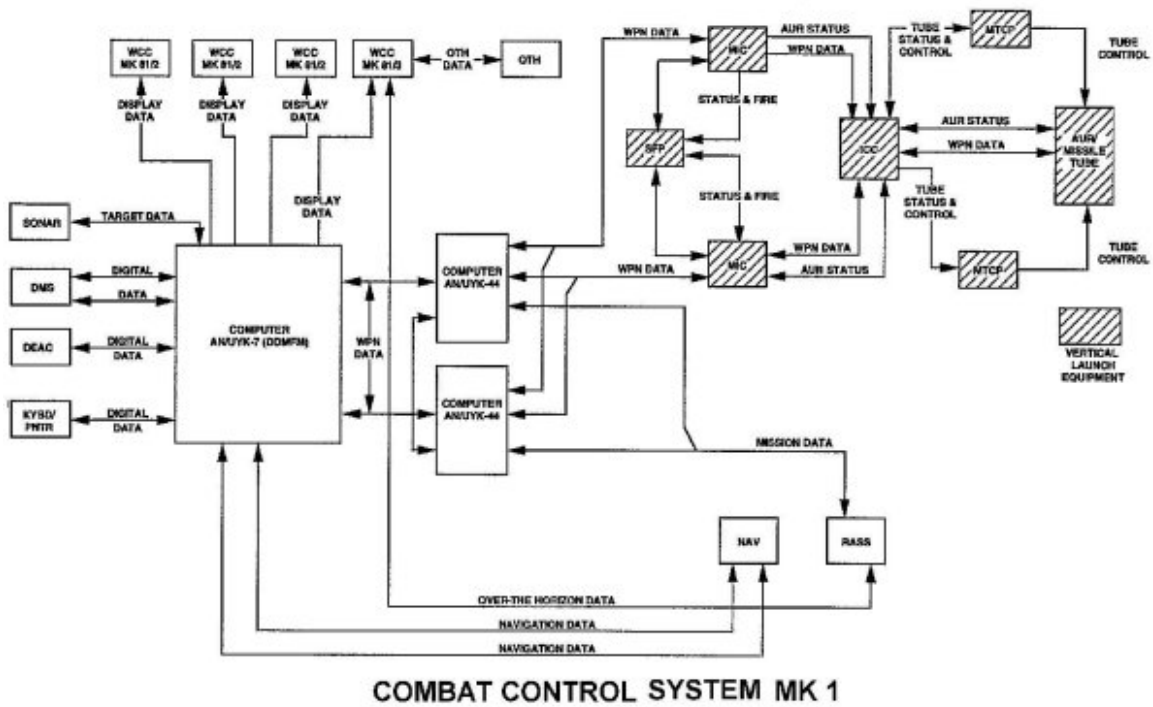 WCC
MK 81/2
WCC
MK 81/2
WCC
MK 81/2
WCC
MK 81/2
OTH
DATA
OTH
DISPLAY
DATA
DISPLAY
DATA
DISPLAY
DATA
DISPLAY
DATA
WPN DATA
MIC
AUR STATUS
WPN DATA
TUBE
STATUS &
CONTROL
MTCP
TUBE
CONTROL
STATUS & FIRE
SFP
ICC
AUR STATUS
WPN DATA
AUR/
MISSILE
TUBE
STATUS & FIRE
TUBE
STATUS
& CONTROL
SONAR
TARGET DATA
DMS
DIGITAL
DATA
DEAC
DIGITAL
DATA
KYBD/
PNTR
DIGITAL
DATA
COMPUTER
AN/UYK-7 (DDMFM)
DISPLAY
DATA
WPN
DATA
COMPUTER
AN/UYK-44
COMPUTER
AN/UYK-44
WPN DATA
MIC
WPN DATA
AUR STATUS
MTCP
TUBE
CONTROL
VERTICAL
LAUNCH
EQUIPMENT
MISSION DATA
NAV
RASS
OVER-THE HORIZON DATA
NAVIGATION DATA
NAVIGATION DATA
COMBAT CONTROL SYSTEM MK 1